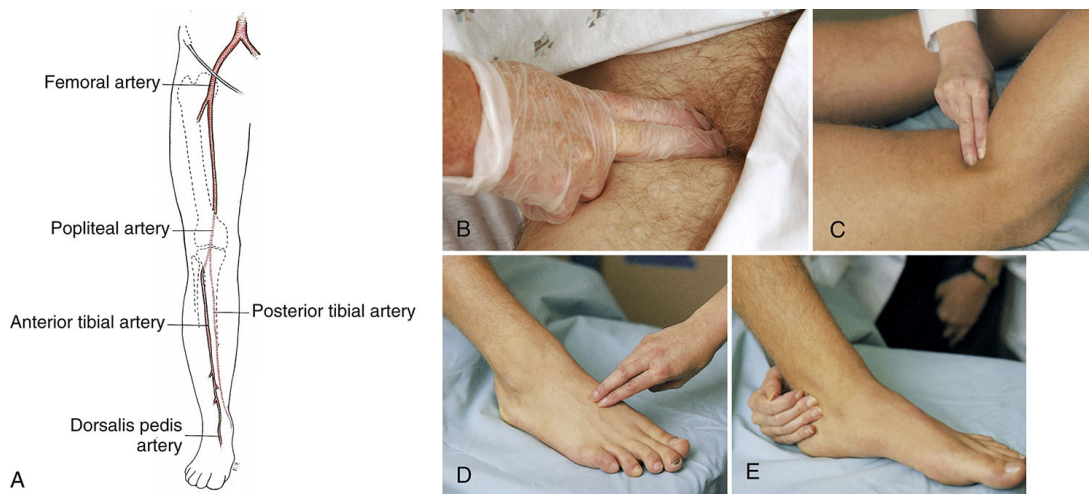 Femoral artery
Popliteal artery
Anterior tibial artery
Posterior tibial artery
Dorsalis pedis
artery
A
B
C
D
E